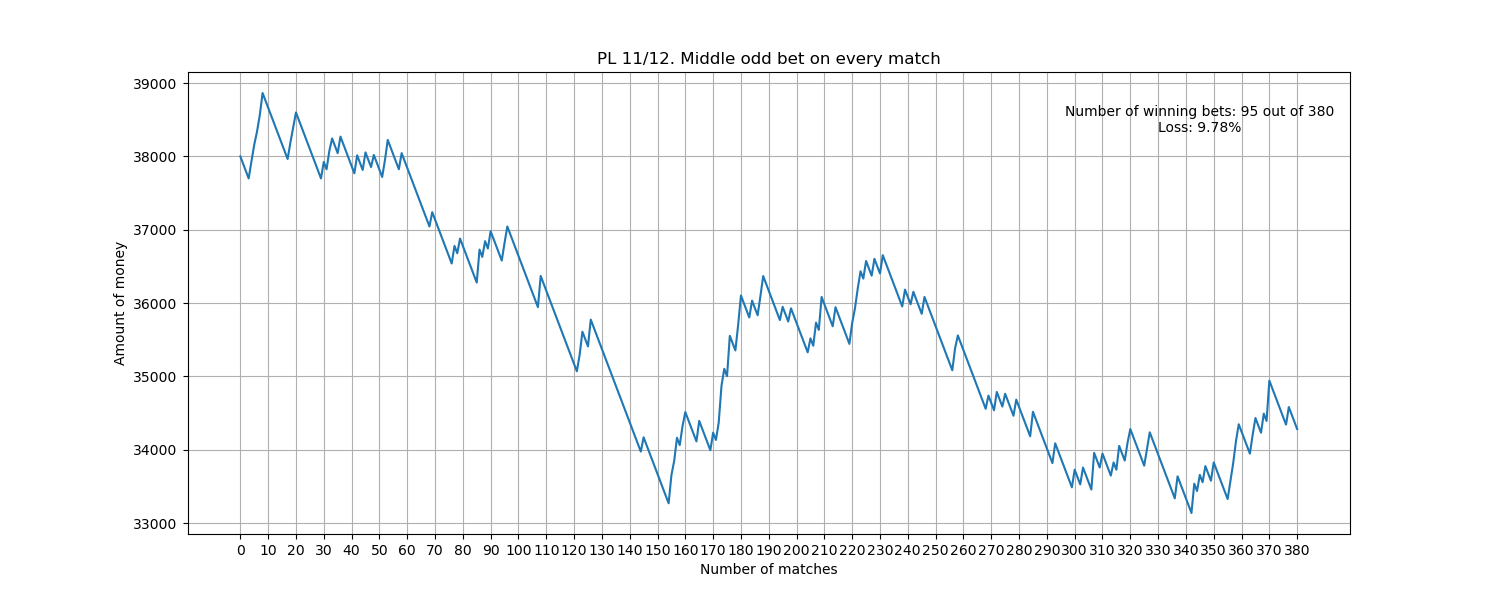 PL 11/12. Middle odd bet on every match
Number of winning bets: 95 out of 380
Loss: 9.78%
Amount of money
39000
38000
37000
36000
35000
34000
33000
0 10 20 30 40 50 60 70 80 90 100 110 120 130 140 150 160 170 180 190 200 210 220 230 240 250 260 270 280 290 300 310 320 330 340 350 360 370 380
Number of matches